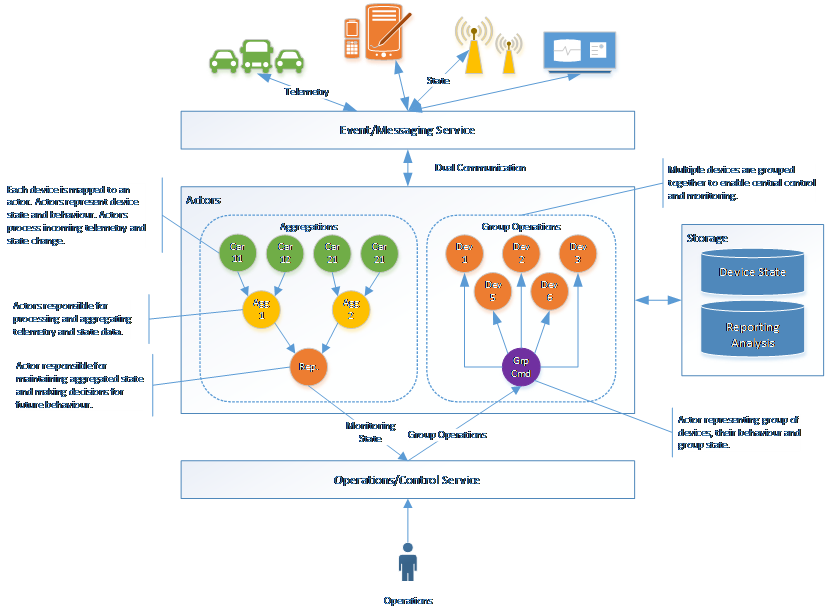 Telemetry
State
Event/Messaging Service
Dual Communication
Each device is mapped to an
actor. Actors represent device
state and behaviour. Actors
process incoming telemetry and
state change.
Multiple devices are grouped
together to enable central control
and monitoring.
Actors
Aggregations
Group Operations
Car
11
Car
12
Car
21
Car
21
Dev
1
Dev
2
Dev
3
Dev
Dev
Storage
Device State
Reporting
Analysis
Actors responsible for
processing and aggregating
telemetry and state data.
Agg
1
Agg
2
Actor responsible for
maintaining aggregated state
and making decisions for
future behaviour.
Rep.
Grp
Cmd
Monitoring
State
Group Operations
Actor representing group of
devices, their behaviour and
group state.
Operations/Control Service
Operations